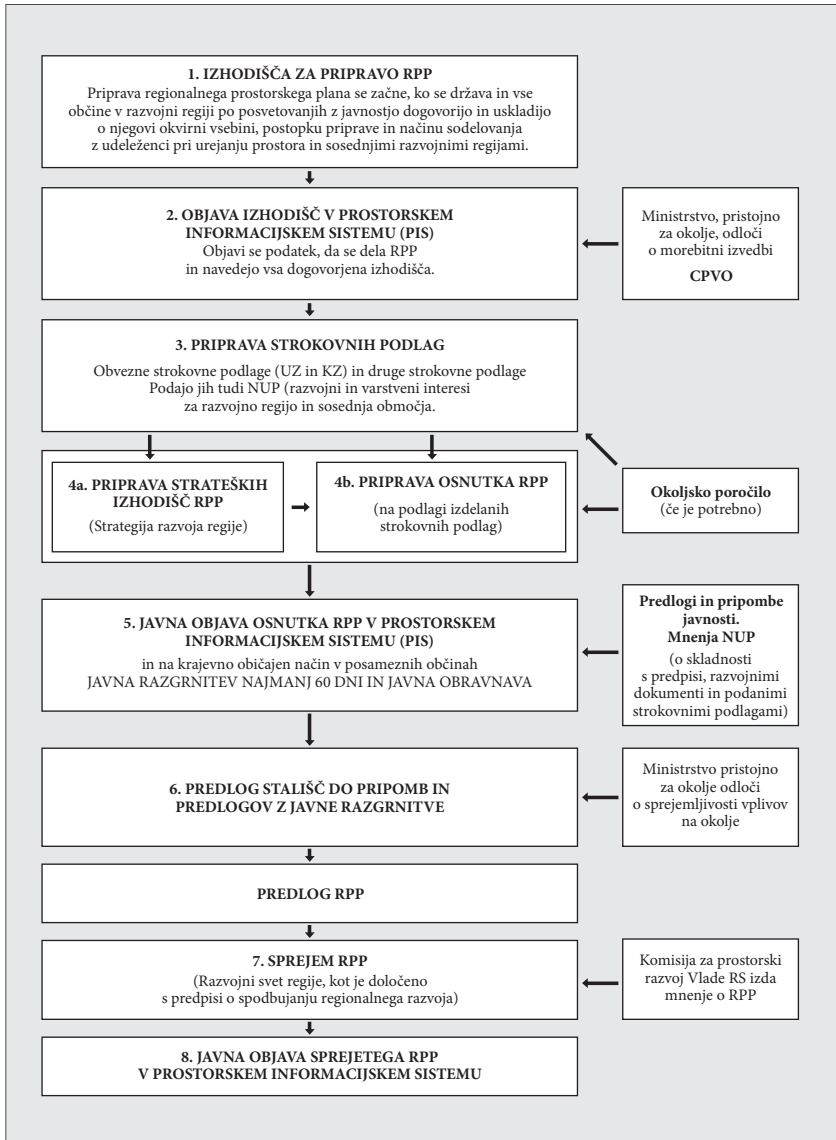 1. IZHODIŠČA ZA PRIPRAVO RPP
Priprava regionalnega prostorskega plana se začne, ko se država in vse
občine v razvojni regiji po posvetovanjih z javnostjo dogovorijo in uskladijo
o njegovi okvirni vsebini, postopku priprave in načinu sodelovanja
z udeleženci pri urejanju prostora in sosednjimi razvojnimi regijami.
2. OBJAVA IZHODIŠČ V PROSTORSKEM
INFORMACIJSKEM SISTEMU (PIS)
Objavi se podatek, da se dela RPP
in navedejo vsa dogovorjena izhodišča.
Ministrstvo, pristojno
za okolje, odloči
o morebitni izvedbi
CPVO
3. PRIPRAVA STROKOVNIH PODLAG
Obvezne strokovne podlage (UZ in KZ) in druge strokovne podlage
Podajo jih tudi NUP (razvojni in varstveni interesi
za razvojno regijo in sosednja območja.
4a. PRIPRAVA STRATEŠKIH
IZHODIŠČ RPP
(Strategija razvoja regije)
4b. PRIPRAVA OSNUTKA RPP
(na podlagi izdelanih
strokovnih podlag)
Okoljsko poročilo
(če je potrebno)
5. JAVNA OBJAVA OSNUTKA RPP V PROSTORSKEM
INFORMACIJSKEM SISTEMU (PIS)
in na krajevno običajen način v posameznih občinah
JAVNA RAZGRNITEV NAJMANJ 60 DNI IN JAVNA OBRAVNAVA
Predlogi in pripombe
javnosti.
Mnenja NUP
(o skladnosti
s predpisi, razvojnimi
dokumenti in podanimi
strokovnimi podlagami)
6. PREDLOG STALIŠČ DO PRIPOMB IN
PREDLOGOV Z JAVNE RAZGRNITVE
Ministrstvo pristojno
za okolje odloči
o sprejemljivosti vplivov
na okolje
PREDLOG RPP
7. SPREJEM RPP
(Razvojni svet regije, kot je določeno
s predpisi o spodbujanju regionalnega razvoja)
Komisija za prostorski
razvoj Vlade RS izda
mnenje o RPP
8. JAVNA OBJAVA SPREJETEGA RPP
V PROSTORSKEM INFORMACIJSKEM SISTEMU